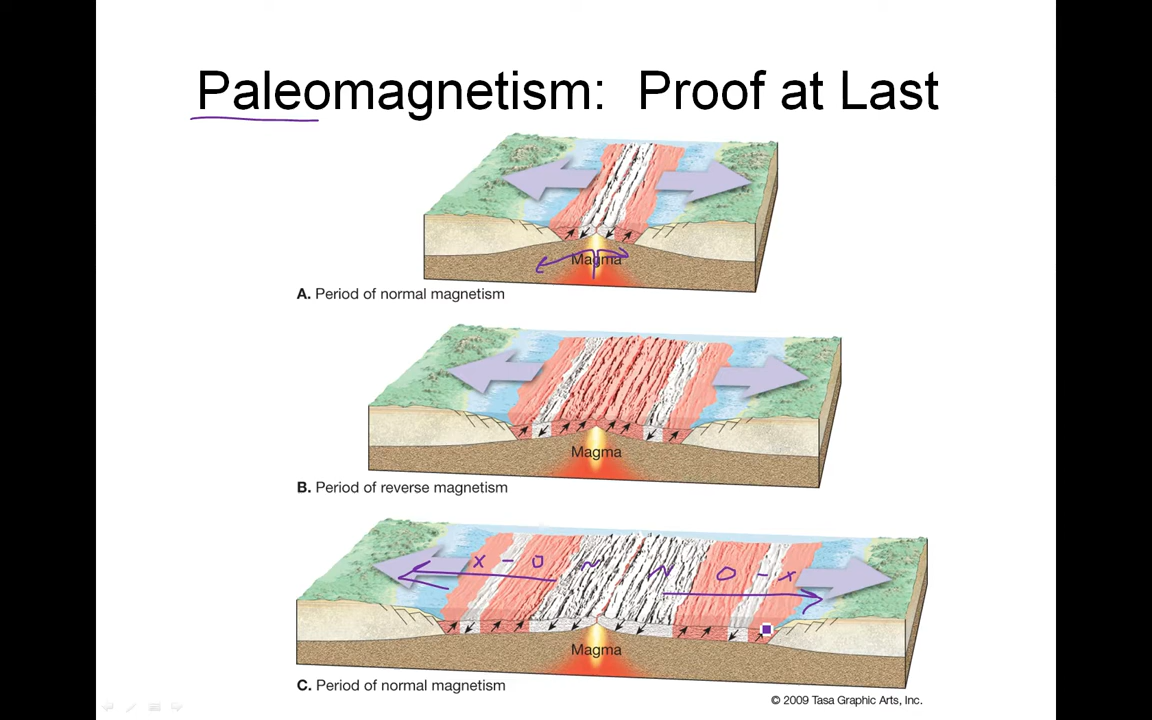 Paleomagnetism: Proof at Last
Magma
A. Period of normal magnetism
Magma
B. Period of reverse magnetism
x - o ~ ~ o - x
Magma
C. Period of normal magnetism
© 2009 Tasa Graphic Arts, Inc.